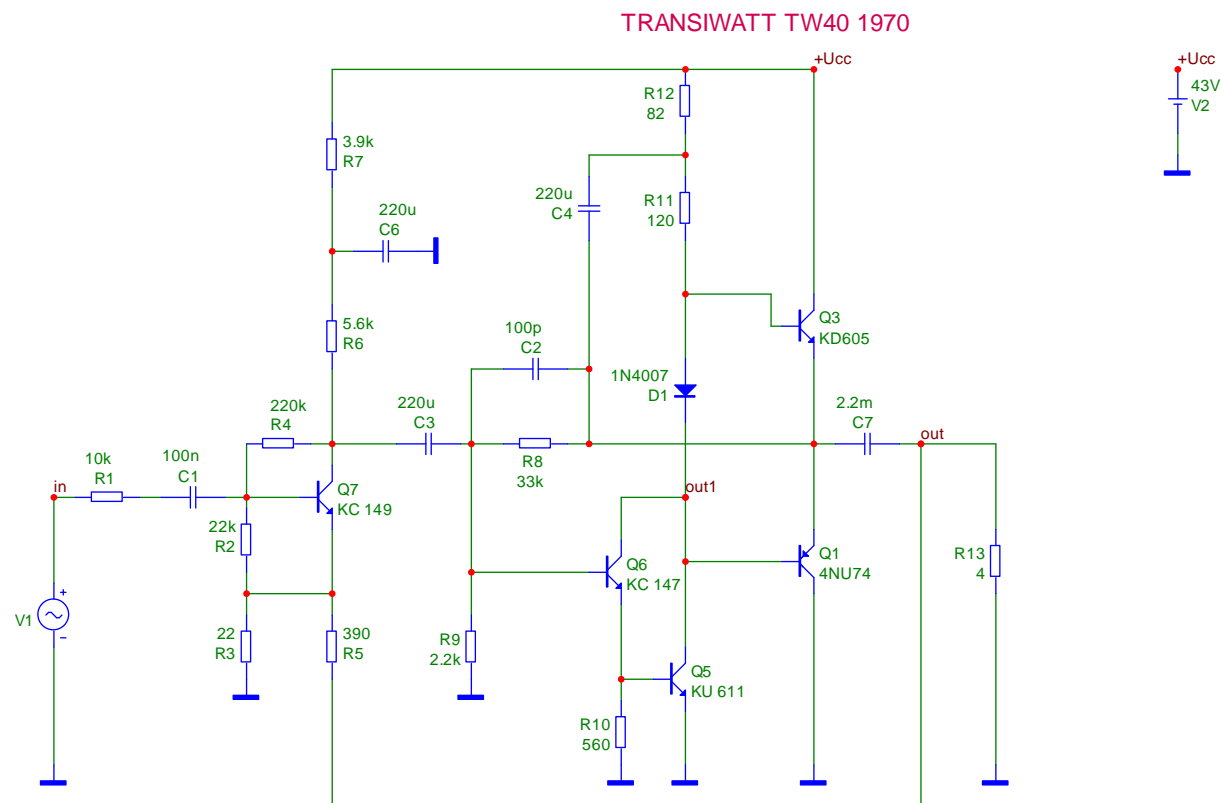 TRANSIWATT TW40 1970
+Ucc
+Ucc
R12
82
43V
V2
3.9k
R7
220u
C4
R11
120
220u
C6
5.6k
R6
100p
C2
Q3
KD605
1N4007
D1
220k
R4
220u
C3
R8
33k
2.2m
C7
out
10k
R1
100n
C1
in
Q7
KC 149
out1
22k
R2
Q6
KC 147
Q1
4NU74
R13
4
V1
+
−
22
R3
390
R5
R9
2.2k
Q5
KU 611
R10
560